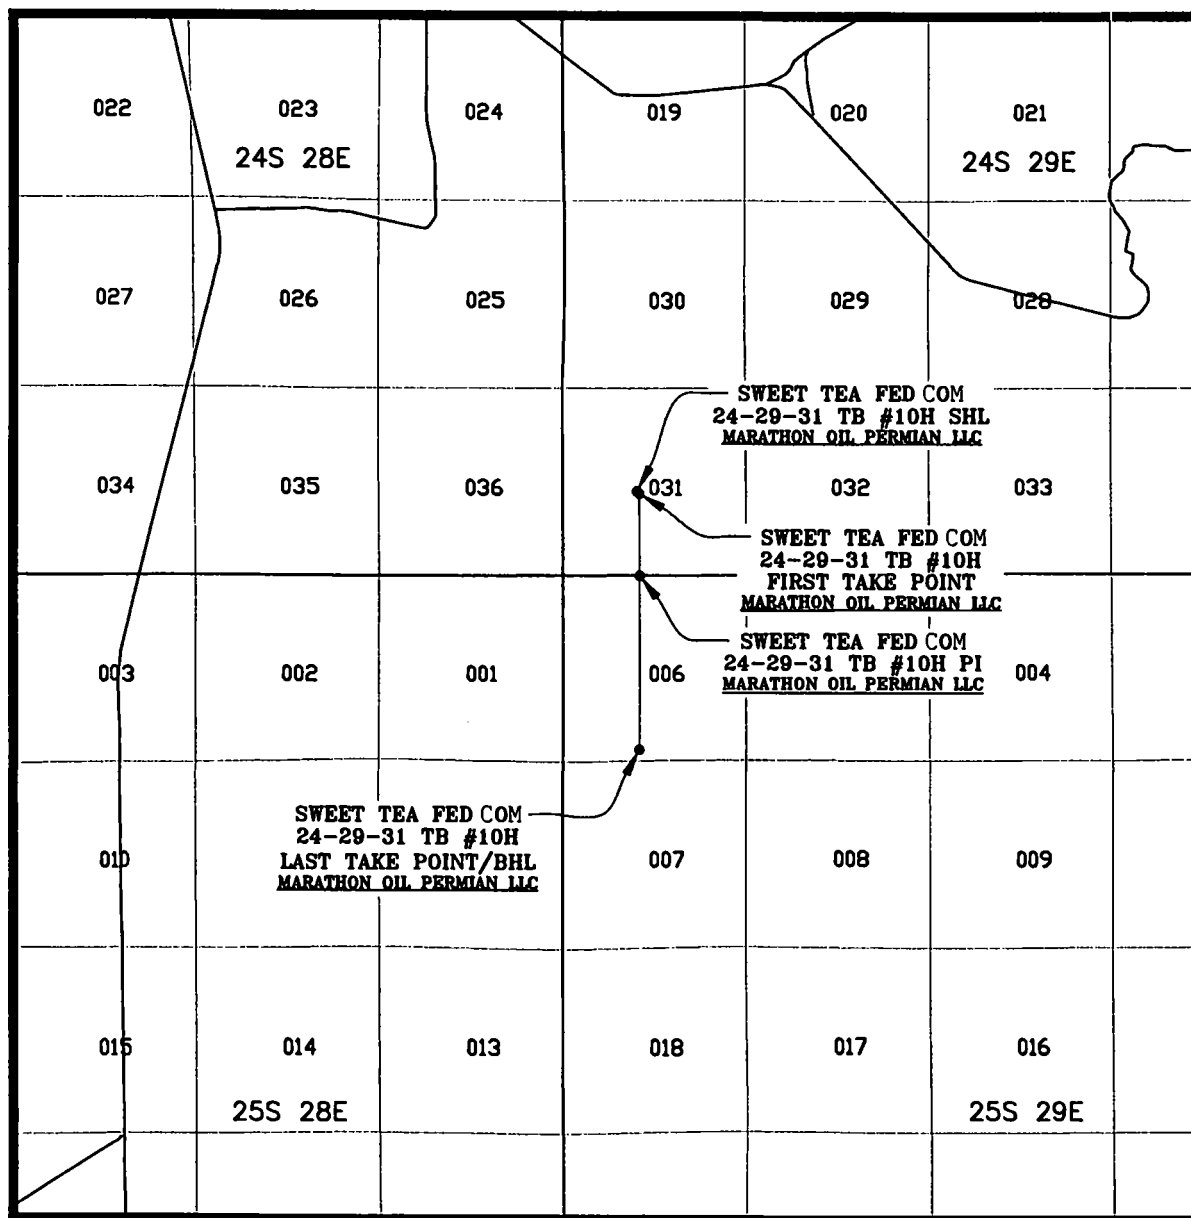 022 023 024 019 020 021
24S 28E 24S 29E
027 026 025 030 029 028
SWEET TEA FED COM
24-29-31 TB #10H SHL
MARATHON OIL PERMIAN LLC
034 035 036 031 032 033
SWEET TEA FED COM
24-29-31 TB #10H
FIRST TAKE POINT
MARATHON OIL PERMIAN LLC
SWEET TEA FED COM
24-29-31 TB #10H PI
MARATHON OIL PERMIAN LLC
003 002 001 006 004
SWEET TEA FED COM
24-29-31 TB #10H
LAST TAKE POINT/BHL
MARATHON OIL PERMIAN LLC
010 007 008 009
015 014 013 018 017 016
25S 28E 25S 29E